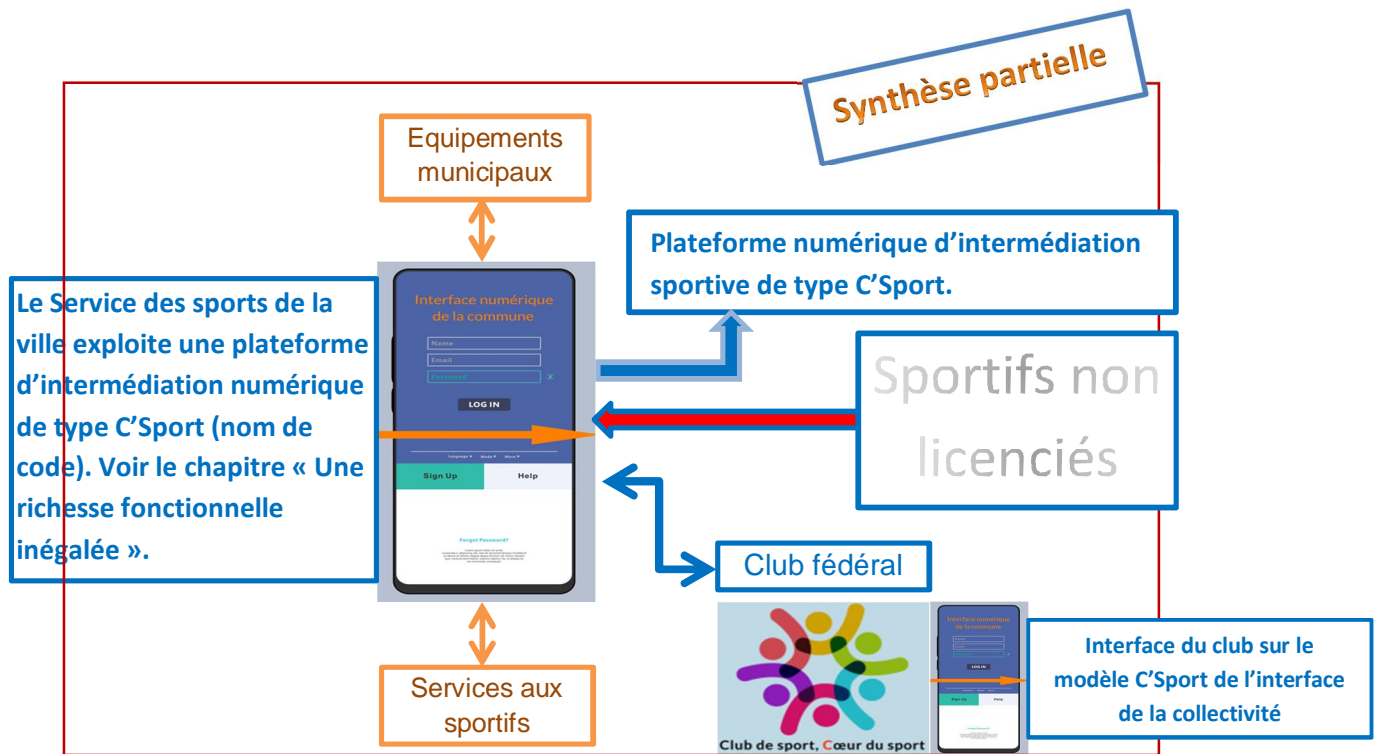 Synthèse partielle
Equipements
municipaux
Plateforme numérique d’intermédiation
sportive de type C’Sport.
Le Service des sports de la
ville exploite une plateforme
d’intermédiation numérique
de type C’Sport (nom de
code). Voir le chapitre « Une
richesse fonctionnelle
inégalée ».
Interface numérique
de la commune
Name
Email
Password
LOG IN
Language Mode More
Sign Up
Help
Forgot Password?
Sportifs non
licenciés
Club fédéral
Services aux
sportifs
Club de sport, Cœur du sport
Interface numérique
de la commune
LOG IN
Sign Up
Help
Interface du club sur le
modèle C’Sport de l’interface
de la collectivité